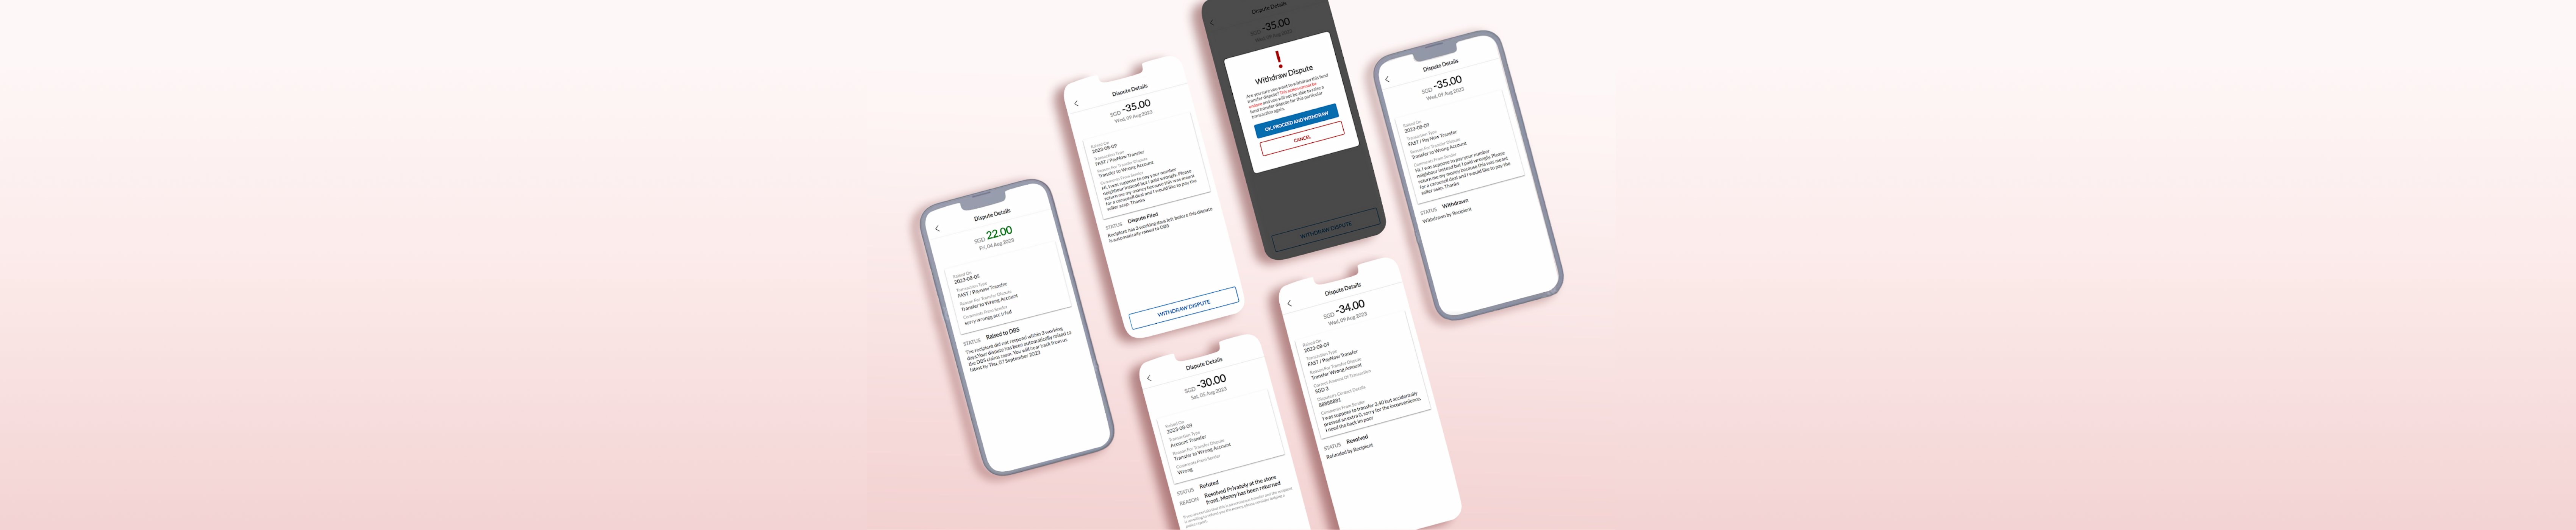 Dispute Details
SGD 22.00
Fri, 04 Aug 2023
Raised On
2023-08-05
Transaction Type
FAST / PayNow Transfer
Reason For Transfer Dispute
Transfer to Wrong Account
Comments From Sender
sorry wrongg acc i fail
STATUS Raised to DBS
The recipient did not respond within 3 working
days.Your dispute has been automatically raised to
the DBS claims team. You will hear back from us
latest by Thu, 07 September 2023
Dispute Details
SGD -35.00
Wed, 09 Aug 2023
Raised On
2023-08-09
Transaction Type
FAST / PayNow Transfer
Reason For Transfer Dispute
Transfer to Wrong Account
Comments From Sender
Hi, I was suppose to pay your number
neighbour instead but I paid wrongly. Please
return me my money because this was meant
for a carousell deal and I would like to pay the
seller asap. Thanks
STATUS Dispute Filed
Recipient has 3 working days left before this dispute
is automatically raised to DBS
WITHDRAW DISPUTE
Dispute Details
SGD -35.00
Wed, 09 Aug 2023
!
Withdraw Dispute
Are you sure you want to withdraw this fund
transfer dispute? This action cannot be
undone and you will not be able to raise a
fund transfer dispute for this particular
transaction again.
OK, PROCEED AND WITHDRAW
CANCEL
WITHDRAW DISPUTE
Dispute Details
SGD -35.00
Wed, 09 Aug 2023
Raised On
2023-08-09
Transaction Type
FAST / PayNow Transfer
Reason For Transfer Dispute
Transfer to Wrong Account
Comments From Sender
Hi, I was suppose to pay your number
neighbour instead but I paid wrongly. Please
return me my money because this was meant
for a carousell deal and I would like to pay the
seller asap. Thanks
STATUS Withdrawn
Withdrawn by Recipient
Dispute Details
SGD -30.00
Sat, 05 Aug 2023
Raised On
2023-08-09
Transaction Type
Account Transfer
Reason For Transfer Dispute
Transfer to Wrong Account
Comments From Sender
Wrong
STATUS Refuted
REASON Resolved Privately at the store
front. Money has been returned
Dispute Details
SGD -34.00
Wed, 09 Aug 2023
Raised On
2023-08-09
Transaction Type
FAST / PayNow Transfer
Reason For Transfer Dispute
Transfer Wrong Amount
Correct Amount Of Transaction
SGD 3
Disputer's Contact Details
88888881
Comments From Sender
I was suppose to transfer 3.40 but accidentally
pressed an extra 0, sorry for the inconvenience.
I need the back im poor
STATUS Resolved
Refunded by Recipient